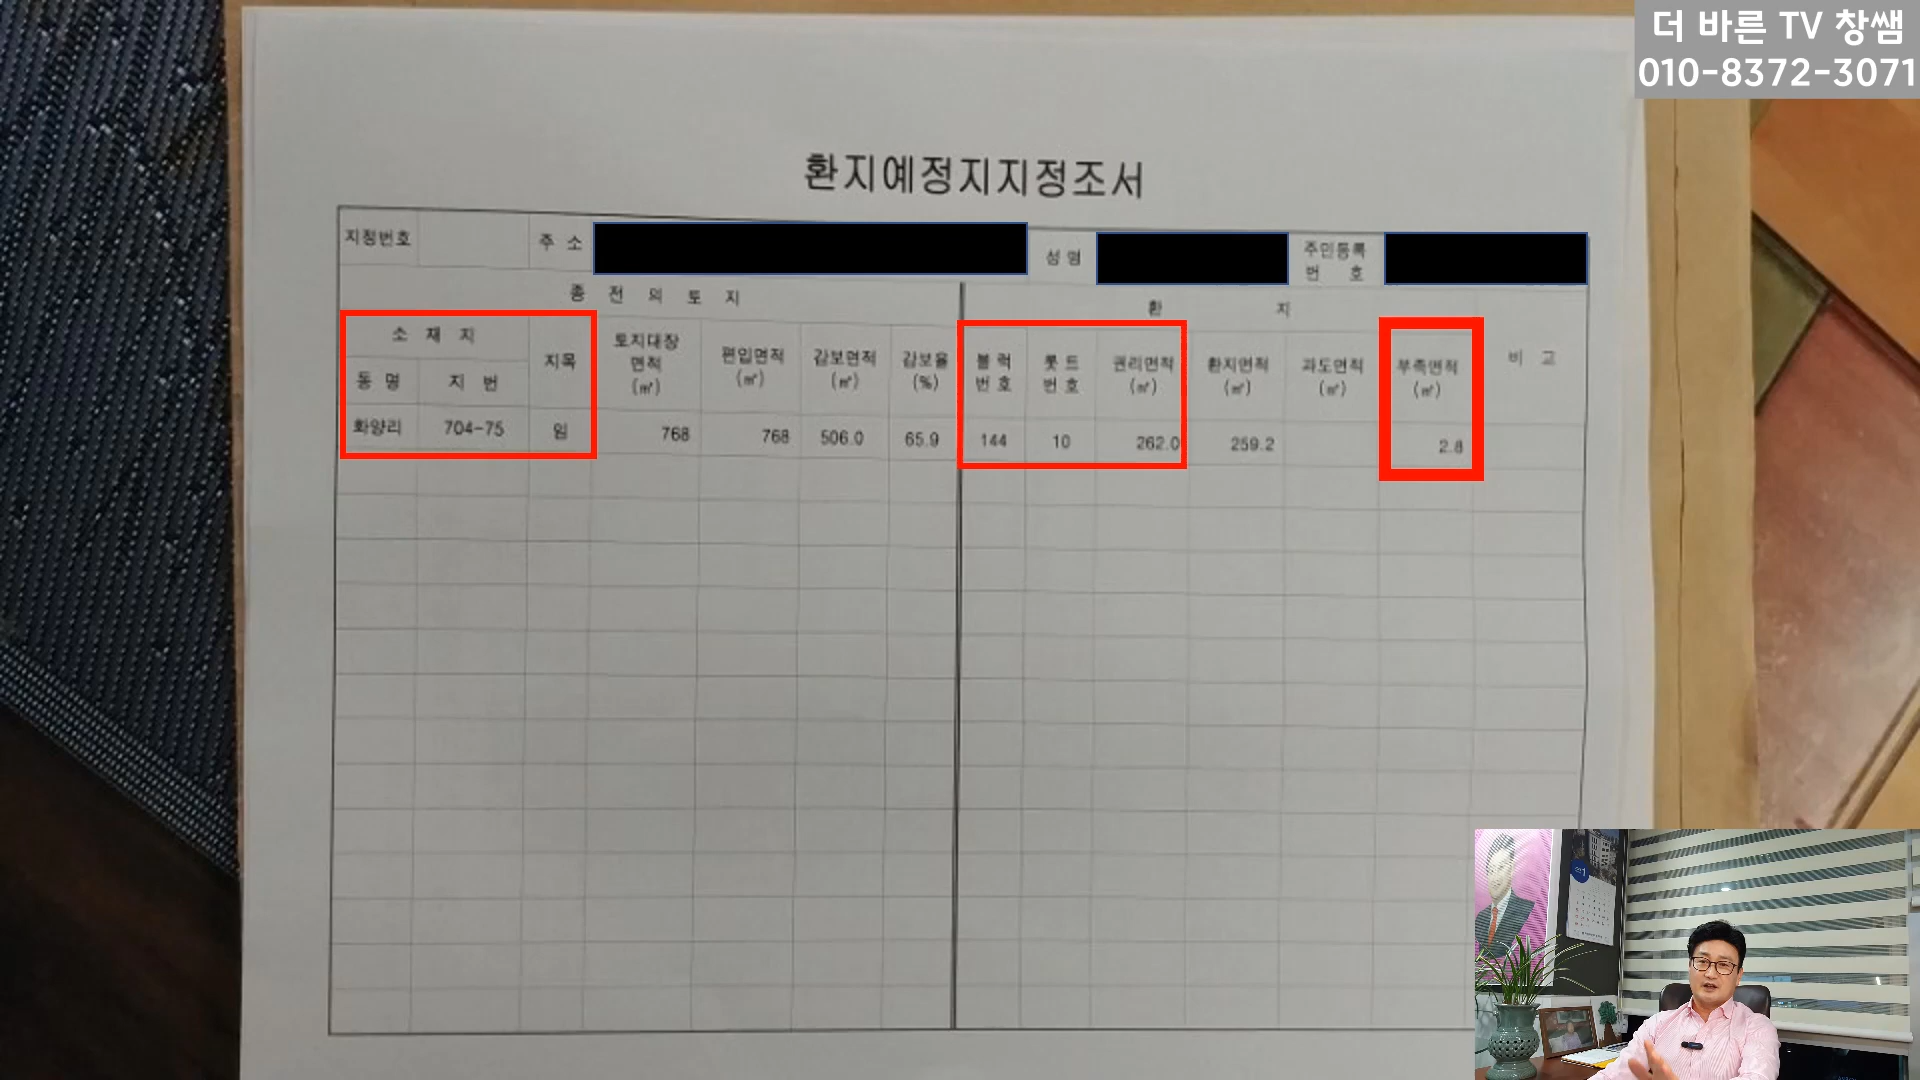 더 바른 TV 창쌤
010-8372-3071
환지예정지지정조서
지정번호 주 소 성 명 주민등록 번 호
종 전 의 토 지 환 지
소 재 지 지목 토지대장 면적 (㎡) 편입면적 (㎡) 감보면적 (㎡) 감보율 (%) 블 럭 번 호 롯 드 번 호 권리면적 (㎡) 환지면적 (㎡) 과도면적 (㎡) 부족면적 (㎡) 비 고
동 명 지 번
화양리 704-75 임 768 768 506.0 65.9 144 10 262.0 259.2 2.8